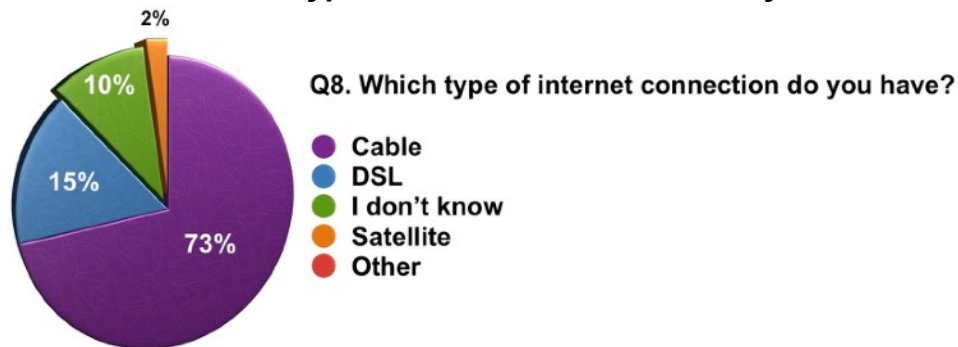 2%
10%
Q8. Which type of internet connection do you have?
Cable
DSL
15%
I don't know
Satellite
73%
Other